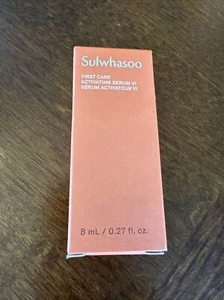 Sulwhasoo
FIRST CARE
ACTIVATING SERUM VI
SÉRUM ACTIVATEUR VI
8 mL / 0.27 fl. oz.